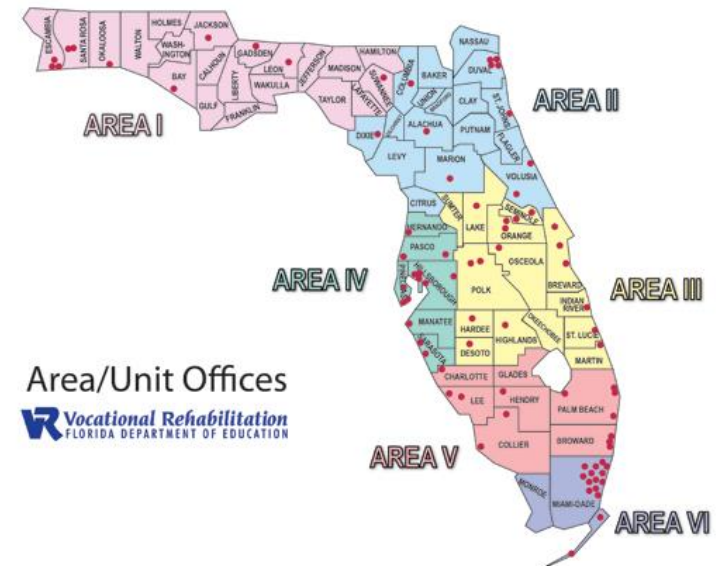 HOLMES
JACKSON
ESCAMBIA
SANTA ROSA
OKALOOSA
WALTON
WASH-
INGTON
BAY
CALHOUN
GULF
LIBERTY
GADSDEN
LEON
WAKULLA
FRANKLIN
JEFFERSON
MADISON
TAYLOR
HAMILTON
SUWANNEE
LAFAYETTE
AREA I
NASSAU
DUVAL
BAKER
COLUMBIA
UNION
CLAY
ST. JOHNS
ALACHUA
PUTNAM
FLAGLER
DIXIE
LEVY
MARION
VOLUSIA
CITRUS
AREA II
SUMTER
LAKE
SEMINOLE
ORANGE
OSCEOLA
BREVARD
POLK
INDIAN
RIVER
OKEECHOBEE
ST. LUCIE
HARDEE
HIGHLANDS
DESOTO
MARTIN
AREA III
HERNANDO
PASCO
PINELLAS
HILLSBOROUGH
MANATEE
SARASOTA
AREA IV
CHARLOTTE
GLADES
LEE
HENDRY
PALM BEACH
COLLIER
BROWARD
AREA V
MONROE
MIAMI-DADE
AREA VI
Area/Unit Offices
VR Vocational Rehabilitation
FLORIDA DEPARTMENT OF EDUCATION